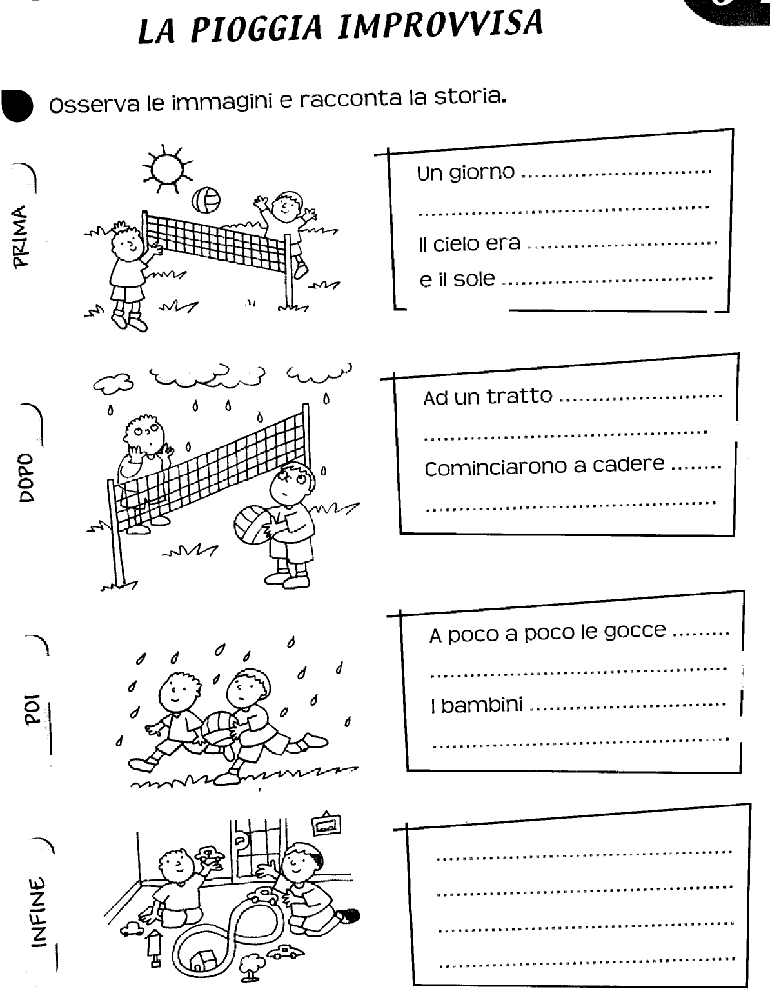 LA PIOGGIA IMPROVVISA
Osserva le immagini e racconta la storia.
PRIMA
Un giorno ..............................
..............................
Il cielo era ..............................
e il sole ..............................
DOPO
Ad un tratto ..............................
..............................
Cominciarono a cadere ........
..............................
POI
A poco a poco le gocce .........
..............................
I bambini ..............................
..............................
INFINE
..............................
..............................
..............................
..............................